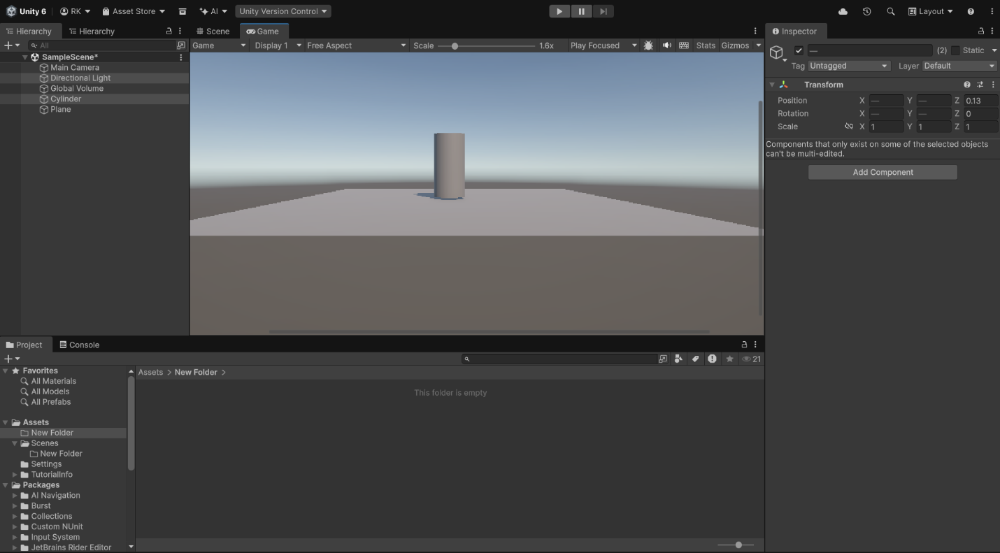 Unity 6 RK Asset Store AI Unity Version Control Layout
Hierarchy Hierarchy
All
SampleScene*
Main Camera
Directional Light
Global Volume
Cylinder
Plane
Scene Game
Game Display 1 Free Aspect Scale 1.6x Play Focused Stats Gizmos
Inspector
— (2) Static
Tag Untagged Layer Default
Transform
Position X — Y — Z 0.13
Rotation X — Y — Z 0
Scale X 1 Y 1 Z 1
Components that only exist on some of the selected objects
can't be multi-edited.
Add Component
Project Console
21
Favorites
All Materials
All Models
All Prefabs
Assets
New Folder
Scenes
New Folder
Settings
TutorialInfo
Packages
AI Navigation
Burst
Collections
Custom NUnit
Input System
JetBrains Rider Editor
Assets > New Folder >
This folder is empty